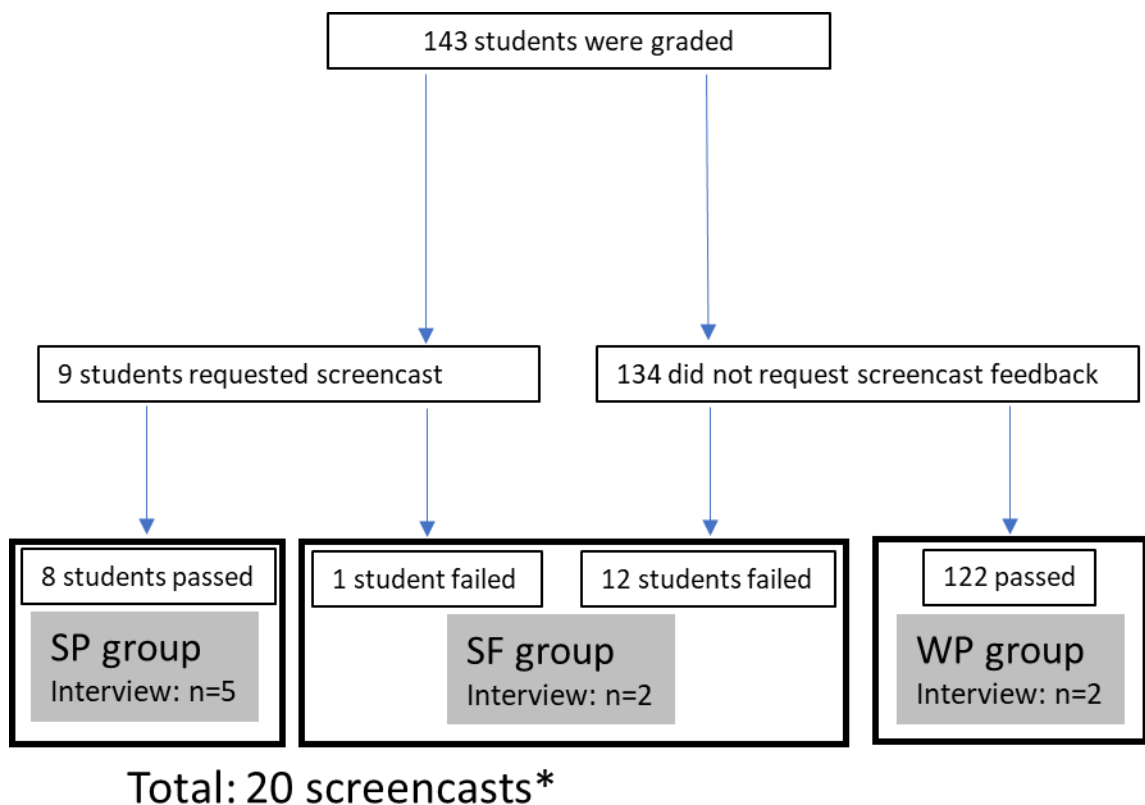 143 students were graded
9 students requested screencast
134 did not request screencast feedback
8 students passed
1 student failed
12 students failed
122 passed
SP group
Interview: n=5
SF group
Interview: n=2
WP group
Interview: n=2
Total: 20 screencasts*